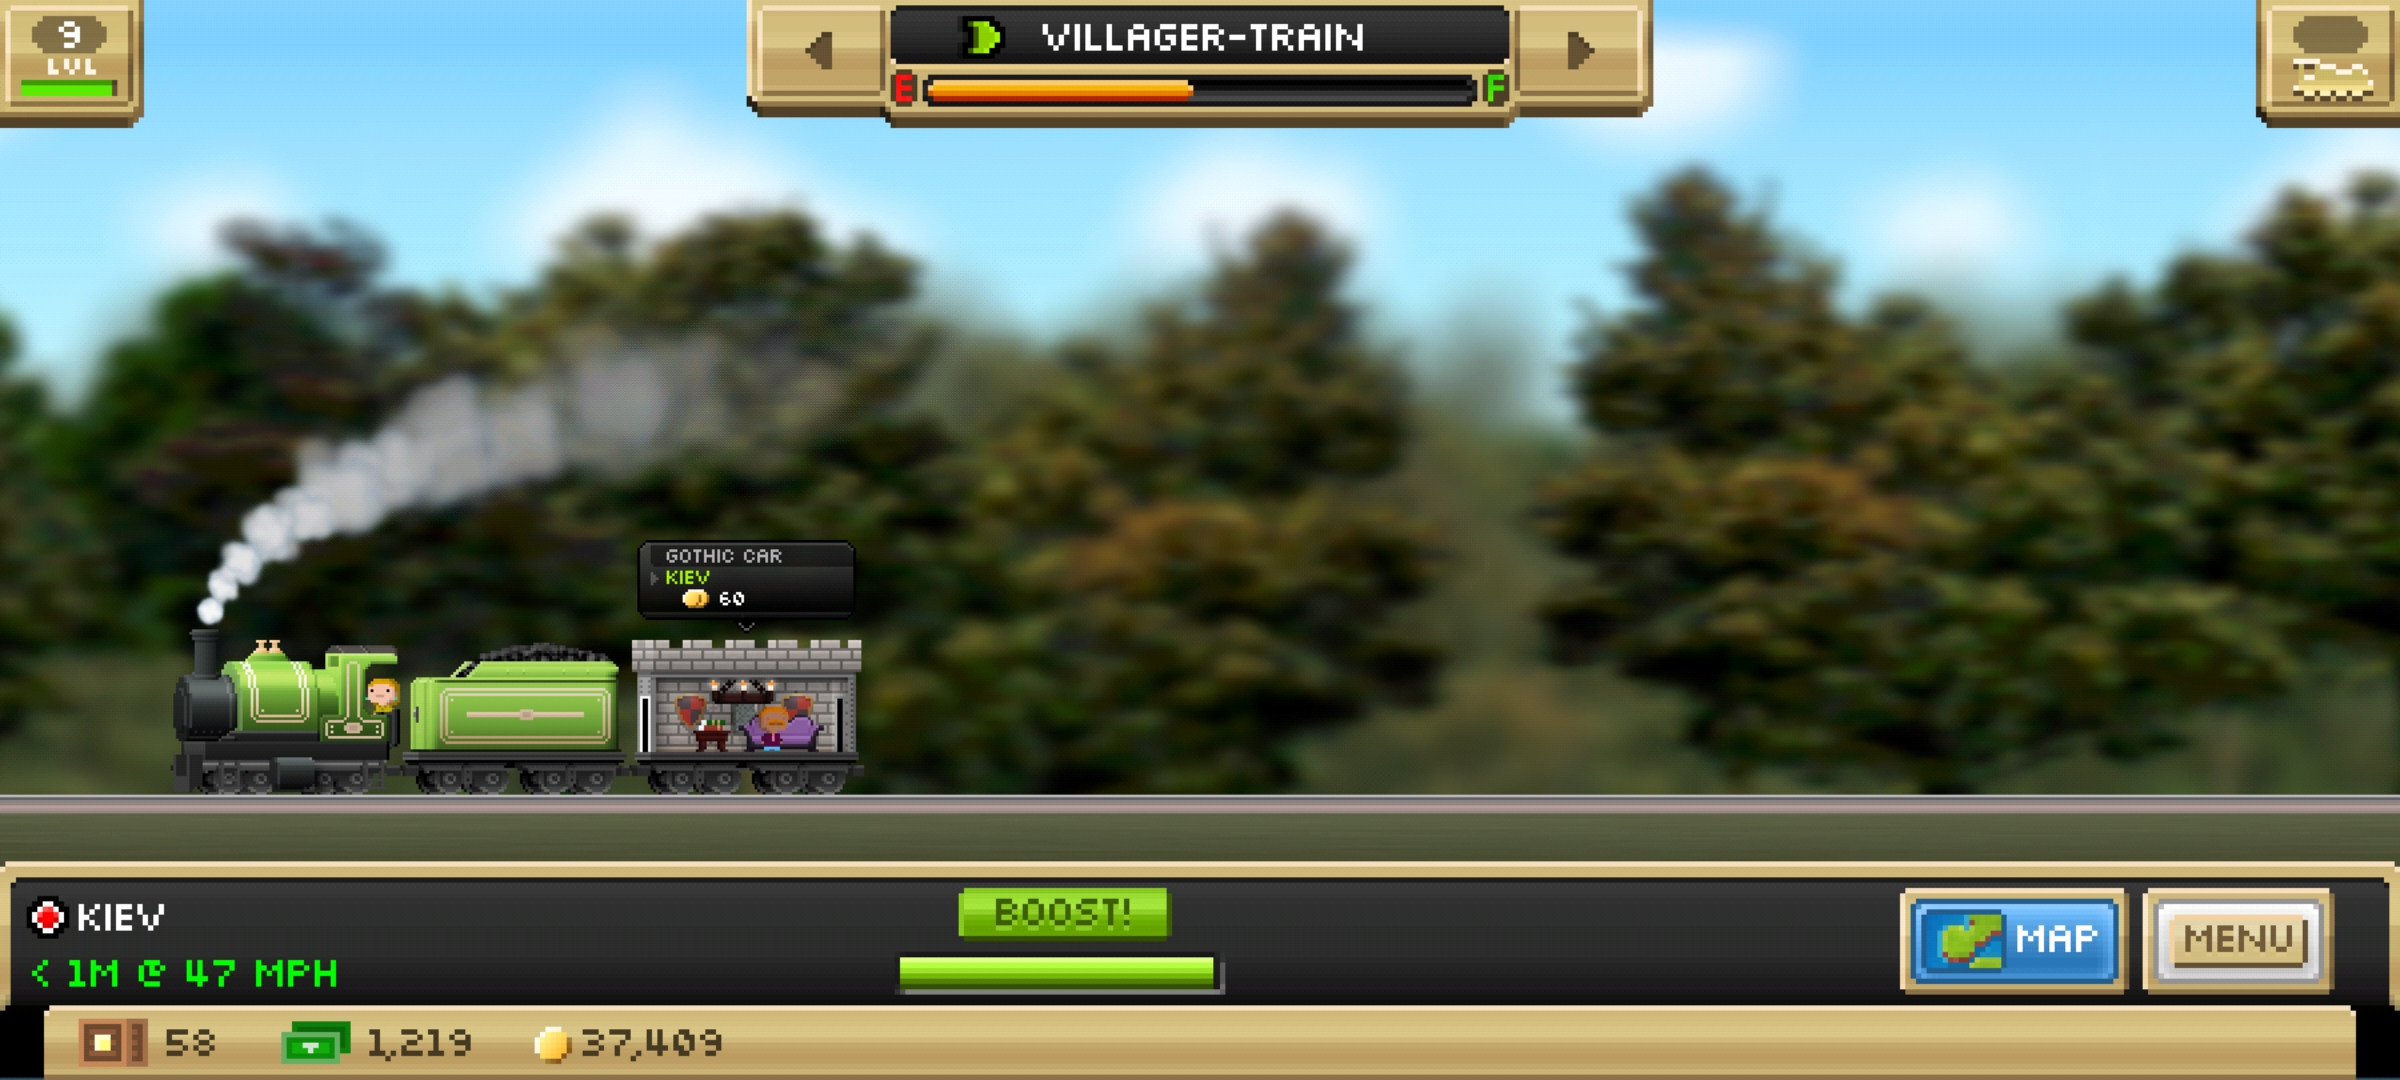 9
LVL
VILLAGER-TRAIN
E
F
GOTHIC CAR
KIEV
60
KIEV
< 1M @ 47 MPH
BOOST!
MAP
MENU
58
1,219
37,409